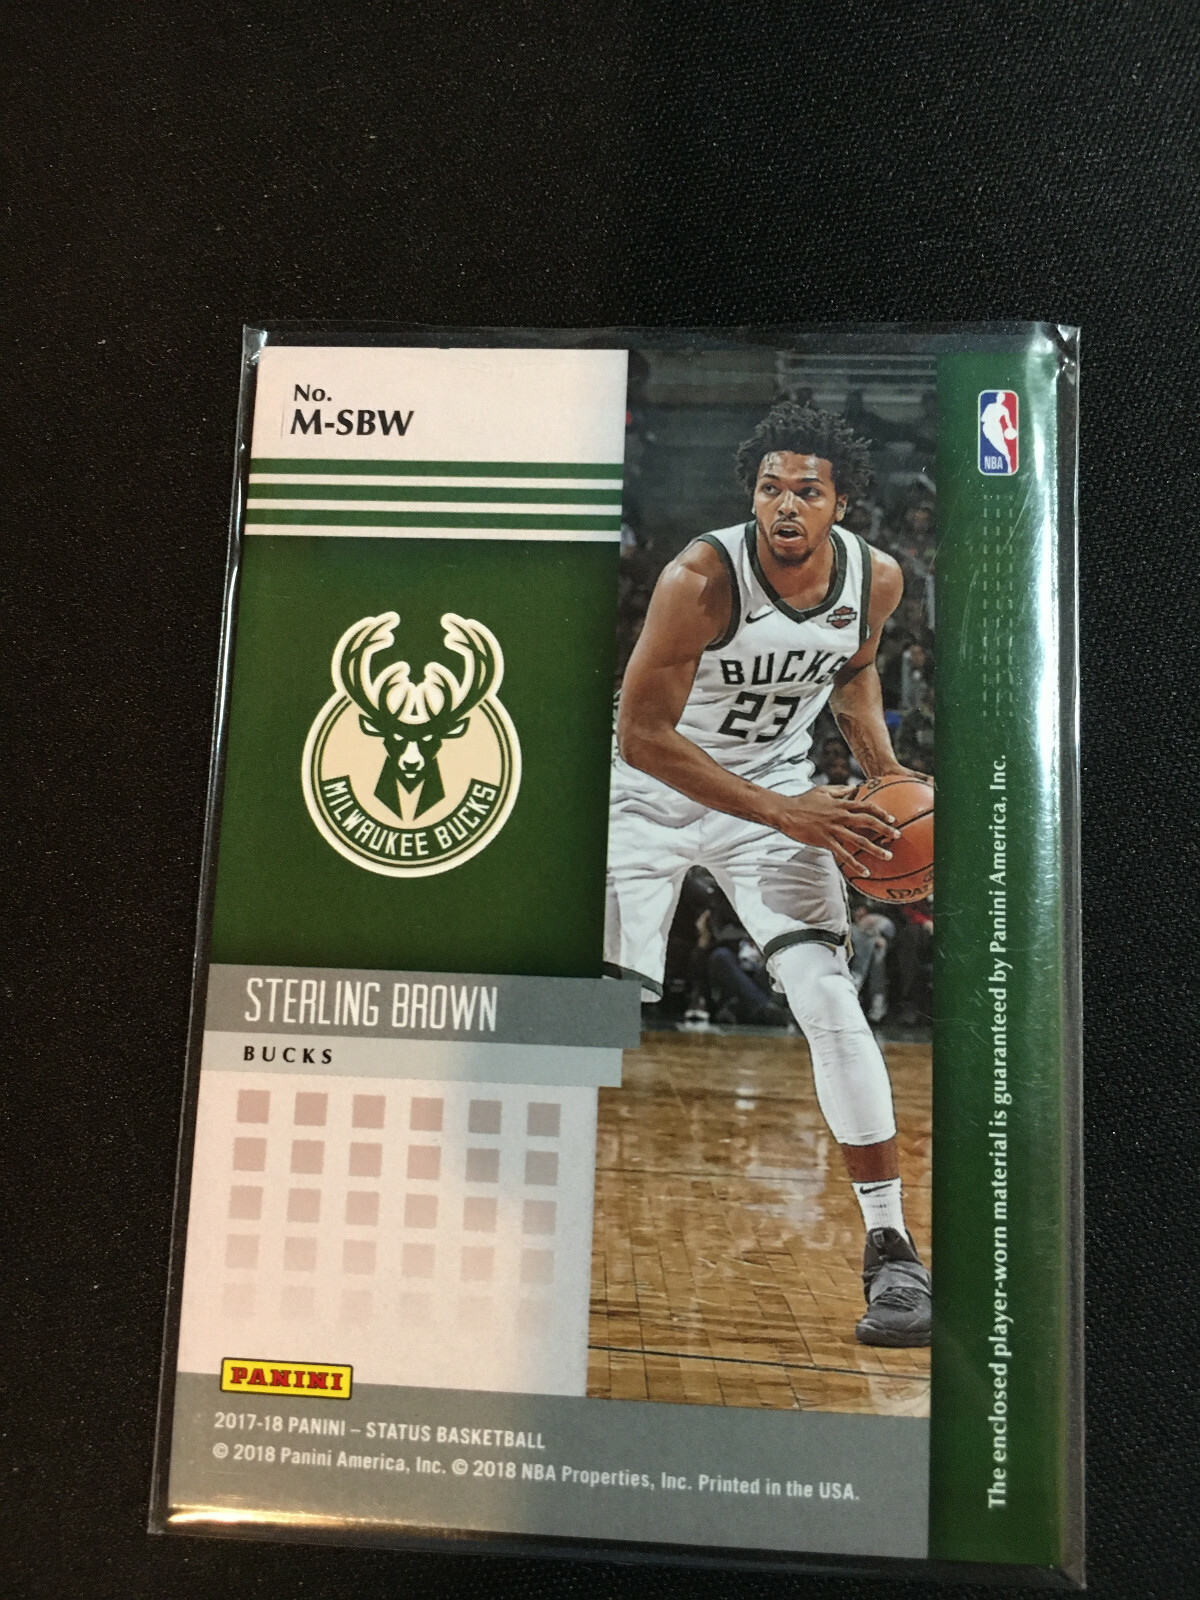 No.
M-SBW
NBA
MILWAUKEE BUCKS
BUCKS
23
STERLING BROWN
BUCKS
PANINI
2017-18 PANINI – STATUS BASKETBALL
© 2018 Panini America, Inc. © 2018 NBA Properties, Inc. Printed in the USA.
The enclosed player-worn material is guaranteed by Panini America, Inc.